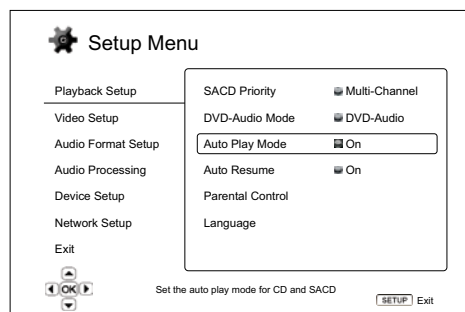 Setup Menu
Playback Setup
Video Setup
Audio Format Setup
Audio Processing
Device Setup
Network Setup
Exit
SACD Priority Multi-Channel
DVD-Audio Mode DVD-Audio
Auto Play Mode On
Auto Resume On
Parental Control
Language
OK
Set the auto play mode for CD and SACD
SETUP Exit